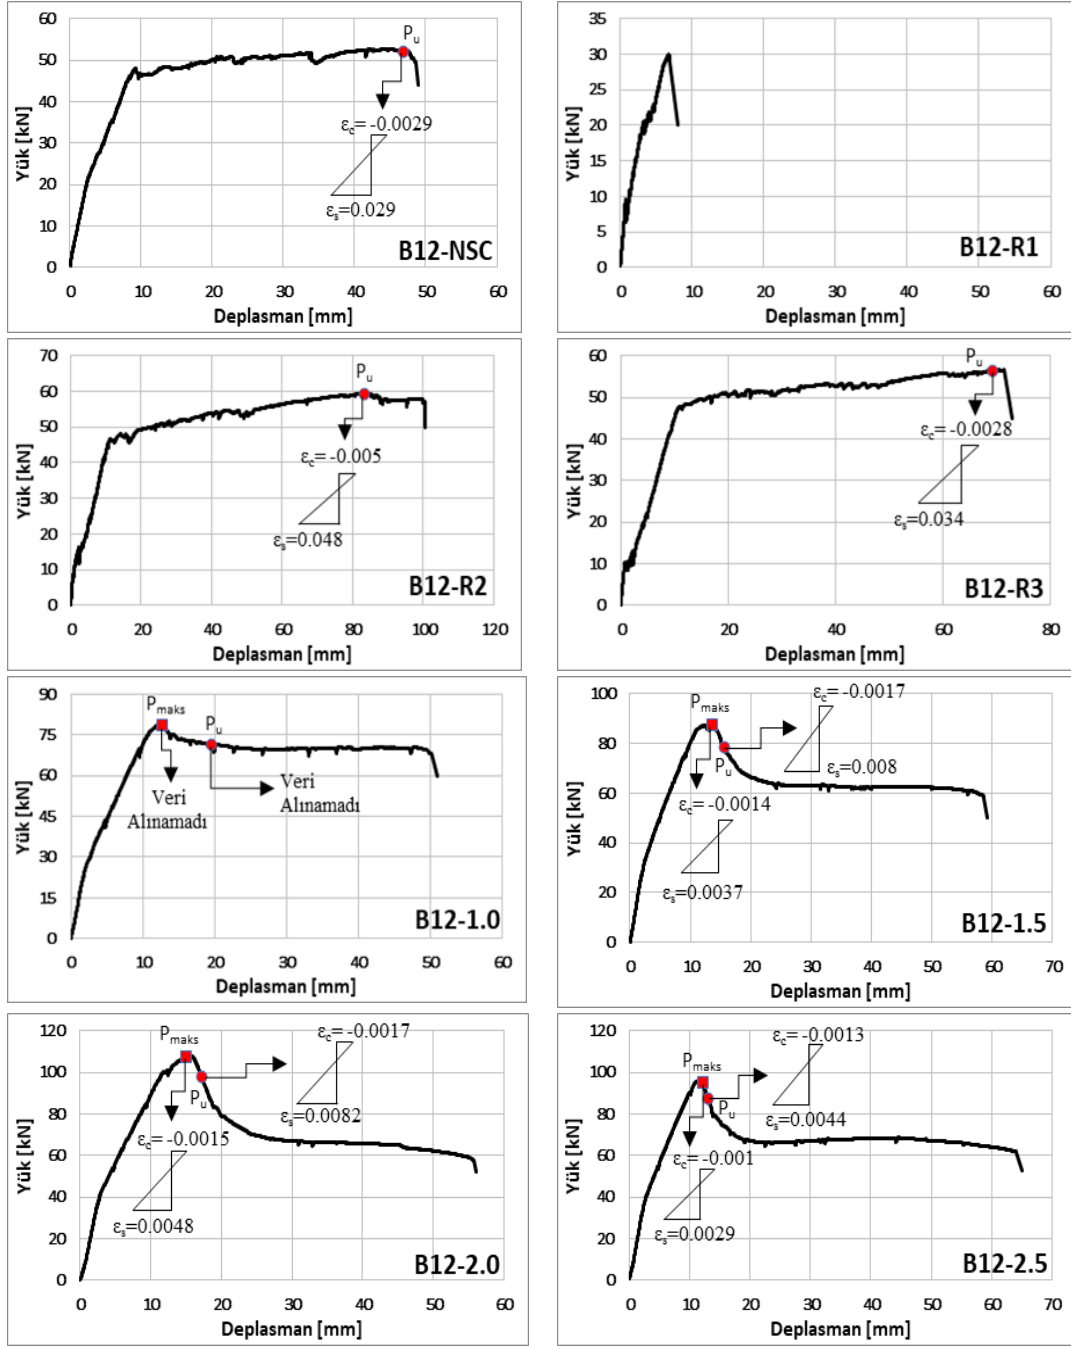 60
50
40
30
20
10
0
0 10 20 30 40 50 60
Yük [kN]
Deplasman [mm]
Pu
εc= -0.0029
εs=0.029
B12-NSC
35
30
25
20
15
10
5
0
0 10 20 30 40 50 60
Yük [kN]
Deplasman [mm]
B12-R1
70
60
50
40
30
20
10
0
0 20 40 60 80 100 120
Yük [kN]
Deplasman [mm]
Pu
εc= -0.005
εs=0.048
B12-R2
60
50
40
30
20
10
0
0 20 40 60 80
Yük [kN]
Deplasman [mm]
Pu
εc= -0.0028
εs=0.034
B12-R3
90
75
60
45
30
15
0
0 10 20 30 40 50 60
Yük [kN]
Deplasman [mm]
Pmaks
Pu
Veri
Alınamadı
Veri
Alınamadı
B12-1.0
100
80
60
40
20
0
0 10 20 30 40 50 60 70
Yük [kN]
Deplasman [mm]
Pmaks
Pu
εc= -0.0017
εs=0.008
εc= -0.0014
εs=0.0037
B12-1.5
120
100
80
60
40
20
0
0 10 20 30 40 50 60
Yük [kN]
Deplasman [mm]
Pmaks
Pu
εc= -0.0017
εs=0.0082
εc= -0.0015
εs=0.0048
B12-2.0
120
100
80
60
40
20
0
0 10 20 30 40 50 60 70
Yük [kN]
Deplasman [mm]
Pmaks
Pu
εc= -0.0013
εs=0.0044
εc= -0.001
εs=0.0029
B12-2.5